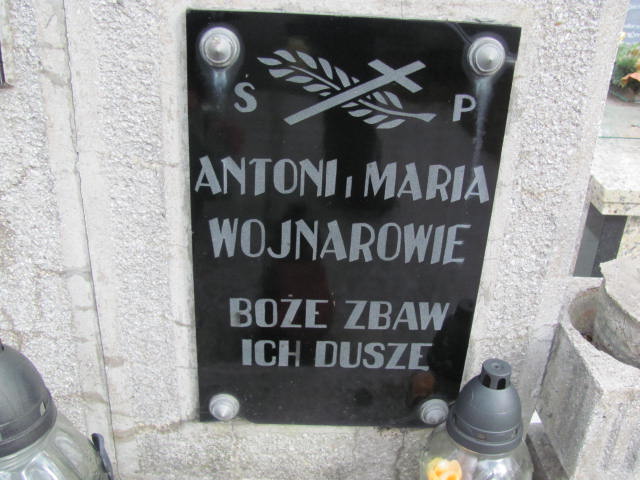 Ś P
ANTONI i MARIA
WOJNAROWIE
BOŻE ZBAW
ICH DUSZE